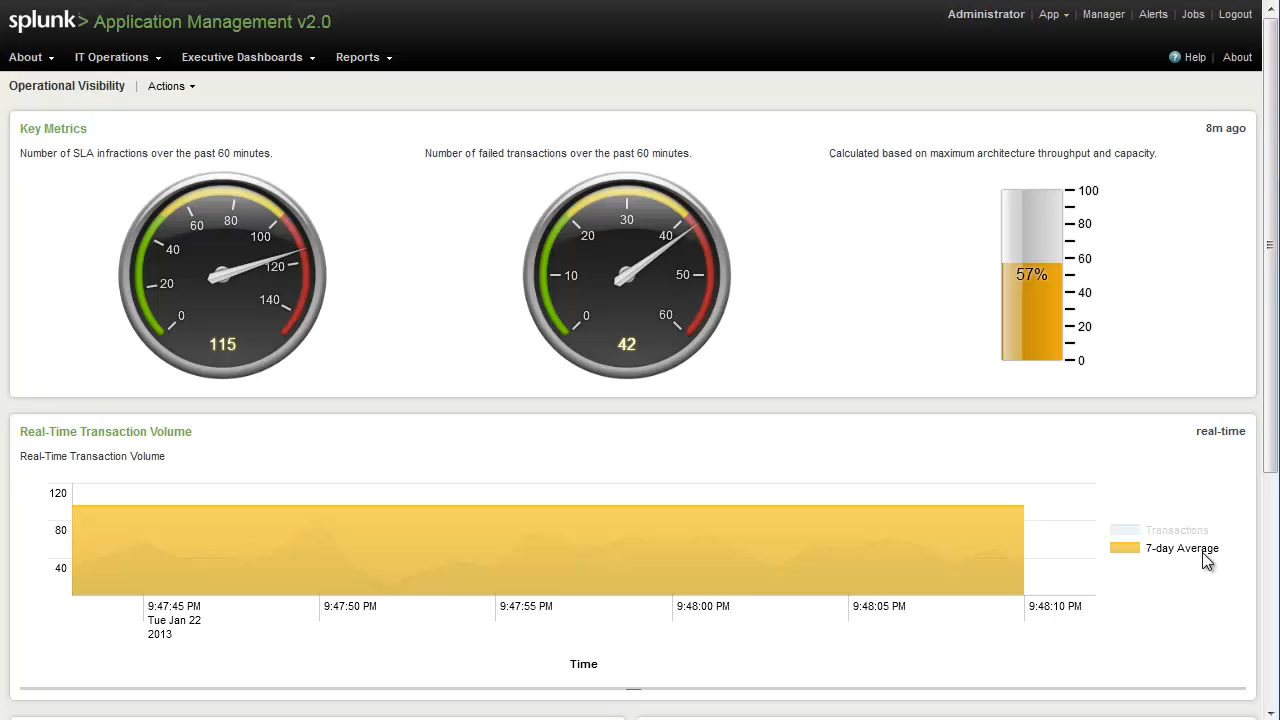 splunk> Application Management v2.0
Administrator | App | Manager | Alerts | Jobs | Logout
About IT Operations Executive Dashboards Reports
? Help | About
Operational Visibility | Actions
Key Metrics
8m ago
Number of SLA infractions over the past 60 minutes.
0 20 40 60 80 100 120 140
115
Number of failed transactions over the past 60 minutes.
0 10 20 30 40 50 60
42
Calculated based on maximum architecture throughput and capacity.
100
80
60
40
20
0
57%
Real-Time Transaction Volume
real-time
Real-Time Transaction Volume
120
80
40
Transactions
7-day Average
9:47:45 PM 9:47:50 PM 9:47:55 PM 9:48:00 PM 9:48:05 PM 9:48:10 PM
Tue Jan 22
2013
Time